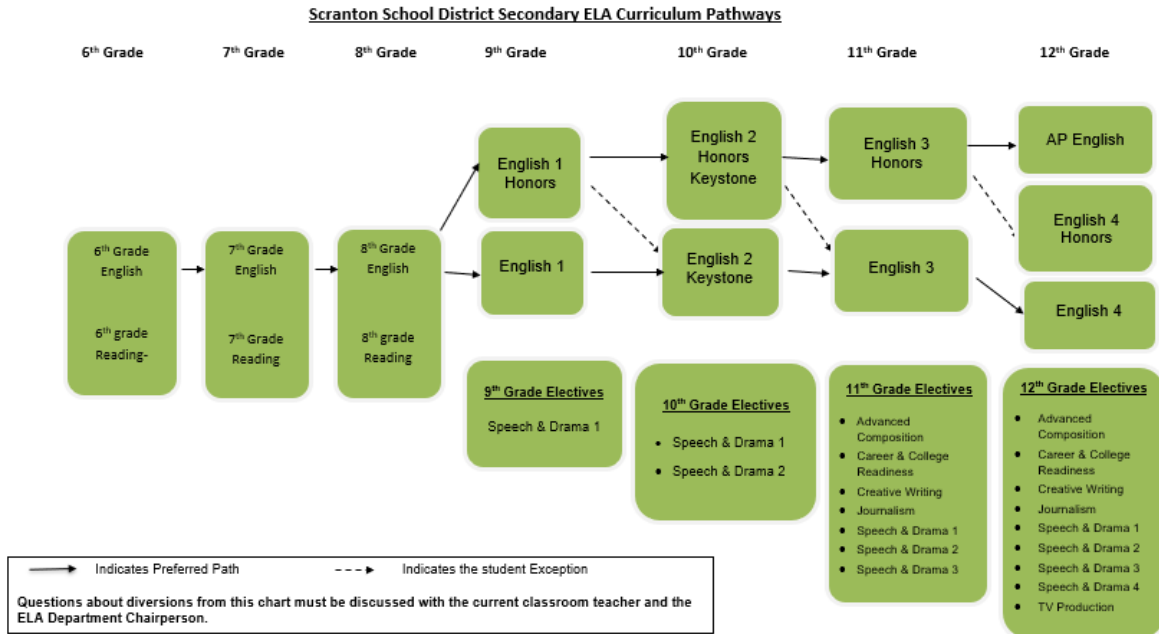 Scranton School District Secondary ELA Curriculum Pathways
6th Grade
7th Grade
8th Grade
9th Grade
10th Grade
11th Grade
12th Grade
6th Grade
English
6th grade
Reading-
7th Grade
English
7th Grade
Reading
8th Grade
English
8th grade
Reading
English 1
Honors
English 1
English 2
Honors
Keystone
English 2
Keystone
English 3
Honors
English 3
AP English
English 4
Honors
English 4
9th Grade Electives
Speech & Drama 1
10th Grade Electives
• Speech & Drama 1
• Speech & Drama 2
11th Grade Electives
• Advanced
Composition
• Career & College
Readiness
• Creative Writing
• Journalism
• Speech & Drama 1
• Speech & Drama 2
• Speech & Drama 3
12th Grade Electives
• Advanced
Composition
• Career & College
Readiness
• Creative Writing
• Journalism
• Speech & Drama 1
• Speech & Drama 2
• Speech & Drama 3
• Speech & Drama 4
• TV Production
Indicates Preferred Path
Indicates the student Exception
Questions about diversions from this chart must be discussed with the current classroom teacher and the
ELA Department Chairperson.